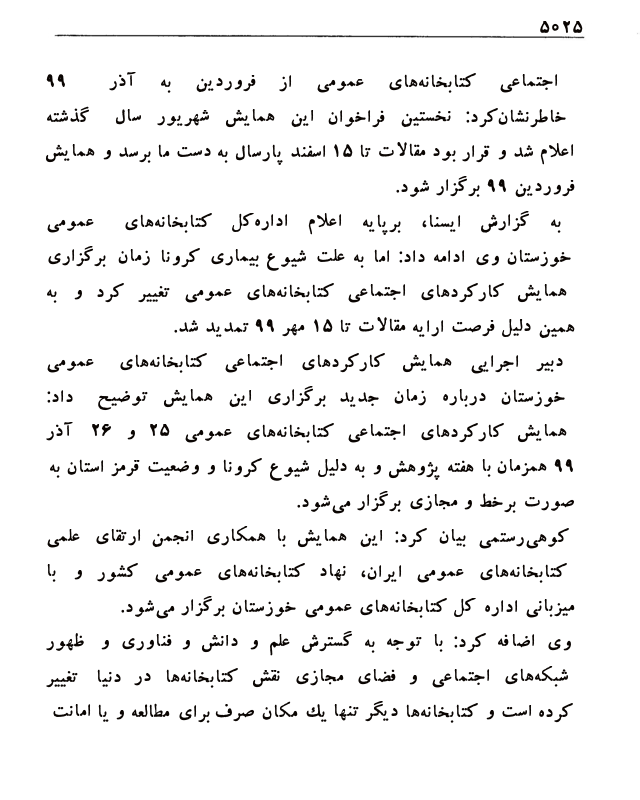 ۵۰۲۵
اجتماعی کتابخانه‌های عمومی از فروردین به آذر ۹۹
خاطرنشان‌کرد: نخستین فراخوان این همایش شهریور سال گذشته
اعلام شد و قرار بود مقالات تا ۱۵ اسفند پارسال به دست ما برسد و همایش
فروردین ۹۹ برگزار شود.
به گزارش ایسنا، برپایه اعلام اداره‌کل کتابخانه‌های عمومی
خوزستان وی ادامه داد: اما به علت شیوع بیماری کرونا زمان برگزاری
همایش کارکردهای اجتماعی کتابخانه‌های عمومی تغییر کرد و به
همین دلیل فرصت ارایه مقالات تا ۱۵ مهر ۹۹ تمدید شد.
دبیر اجرایی همایش کارکردهای اجتماعی کتابخانه‌های عمومی
خوزستان درباره زمان جدید برگزاری این همایش توضیح داد:
همایش کارکردهای اجتماعی کتابخانه‌های عمومی ۲۵ و ۲۶ آذر
۹۹ همزمان با هفته پژوهش و به دلیل شیوع کرونا و وضعیت قرمز استان به
صورت برخط و مجازی برگزار می‌شود.
کوهی‌رستمی بیان کرد: این همایش با همکاری انجمن ارتقای علمی
کتابخانه‌های عمومی ایران، نهاد کتابخانه‌های عمومی کشور و با
میزبانی اداره کل کتابخانه‌های عمومی خوزستان برگزار می‌شود.
وی اضافه کرد: با توجه به گسترش علم و دانش و فناوری و ظهور
شبکه‌های اجتماعی و فضای مجازی نقش کتابخانه‌ها در دنیا تغییر
کرده است و کتابخانه‌ها دیگر تنها یك مکان صرف برای مطالعه و یا امانت